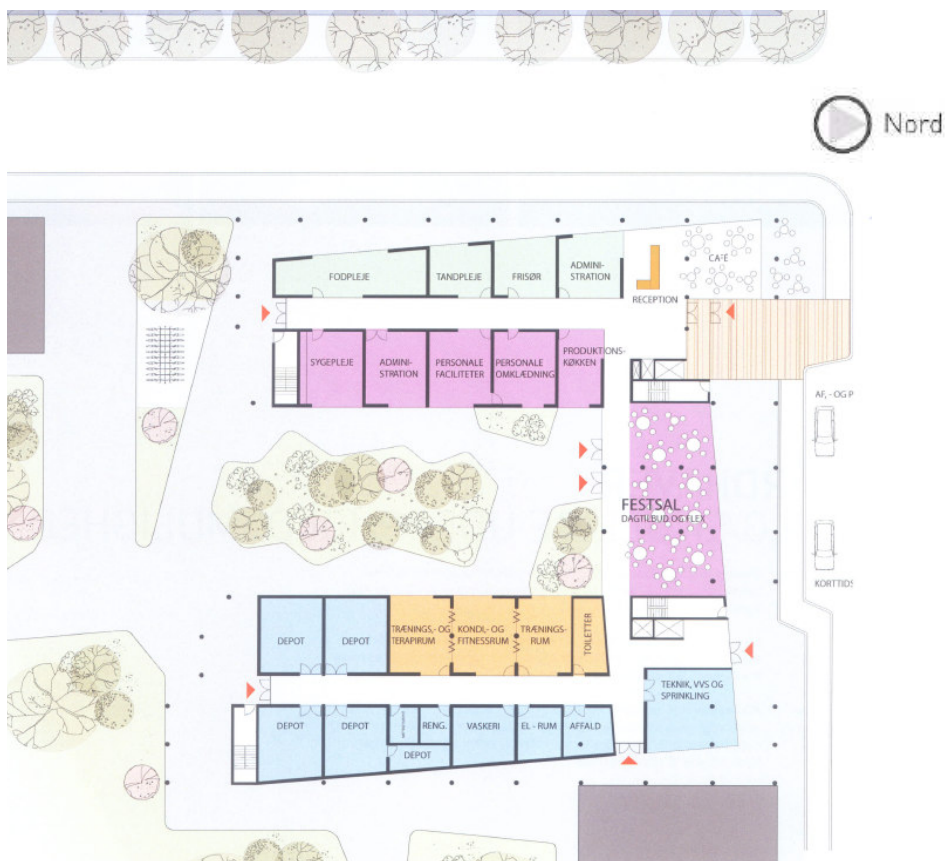 Nord
FODPLEJE
TANDPLEJE
FRISØR
ADMINI-
STRATION
CAFE
RECEPTION
SYGEPLEJE
ADMINI-
STRATION
PERSONALE
FACILITETER
PERSONALE
OMKLÆDNING
PRODUKTIONS-
KØKKEN
AF, - OG P
FESTSAL
DAGTILBUD OG FLEX
KORTTIDS
DEPOT
DEPOT
TRÆNINGS,- OG
TERAPIRUM
KONDI,- OG
FITNESSRUM
TRÆNINGS-
RUM
TOILETTER
TEKNIK, VVS OG
SPRINKLING
DEPOT
DEPOT
RENG.
VASKERI
EL - RUM
AFFALD
DEPOT